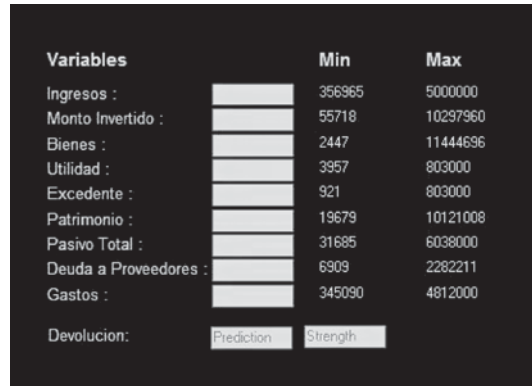 Variables Min Max
Ingresos : 356965 5000000
Monto Invertido : 55718 10297960
Bienes : 2447 11444696
Utilidad : 3957 803000
Excedente : 921 803000
Patrimonio : 19679 10121008
Pasivo Total : 31685 6038000
Deuda a Proveedores : 6909 2282211
Gastos : 345090 4812000
Devolucion: Prediction Strength